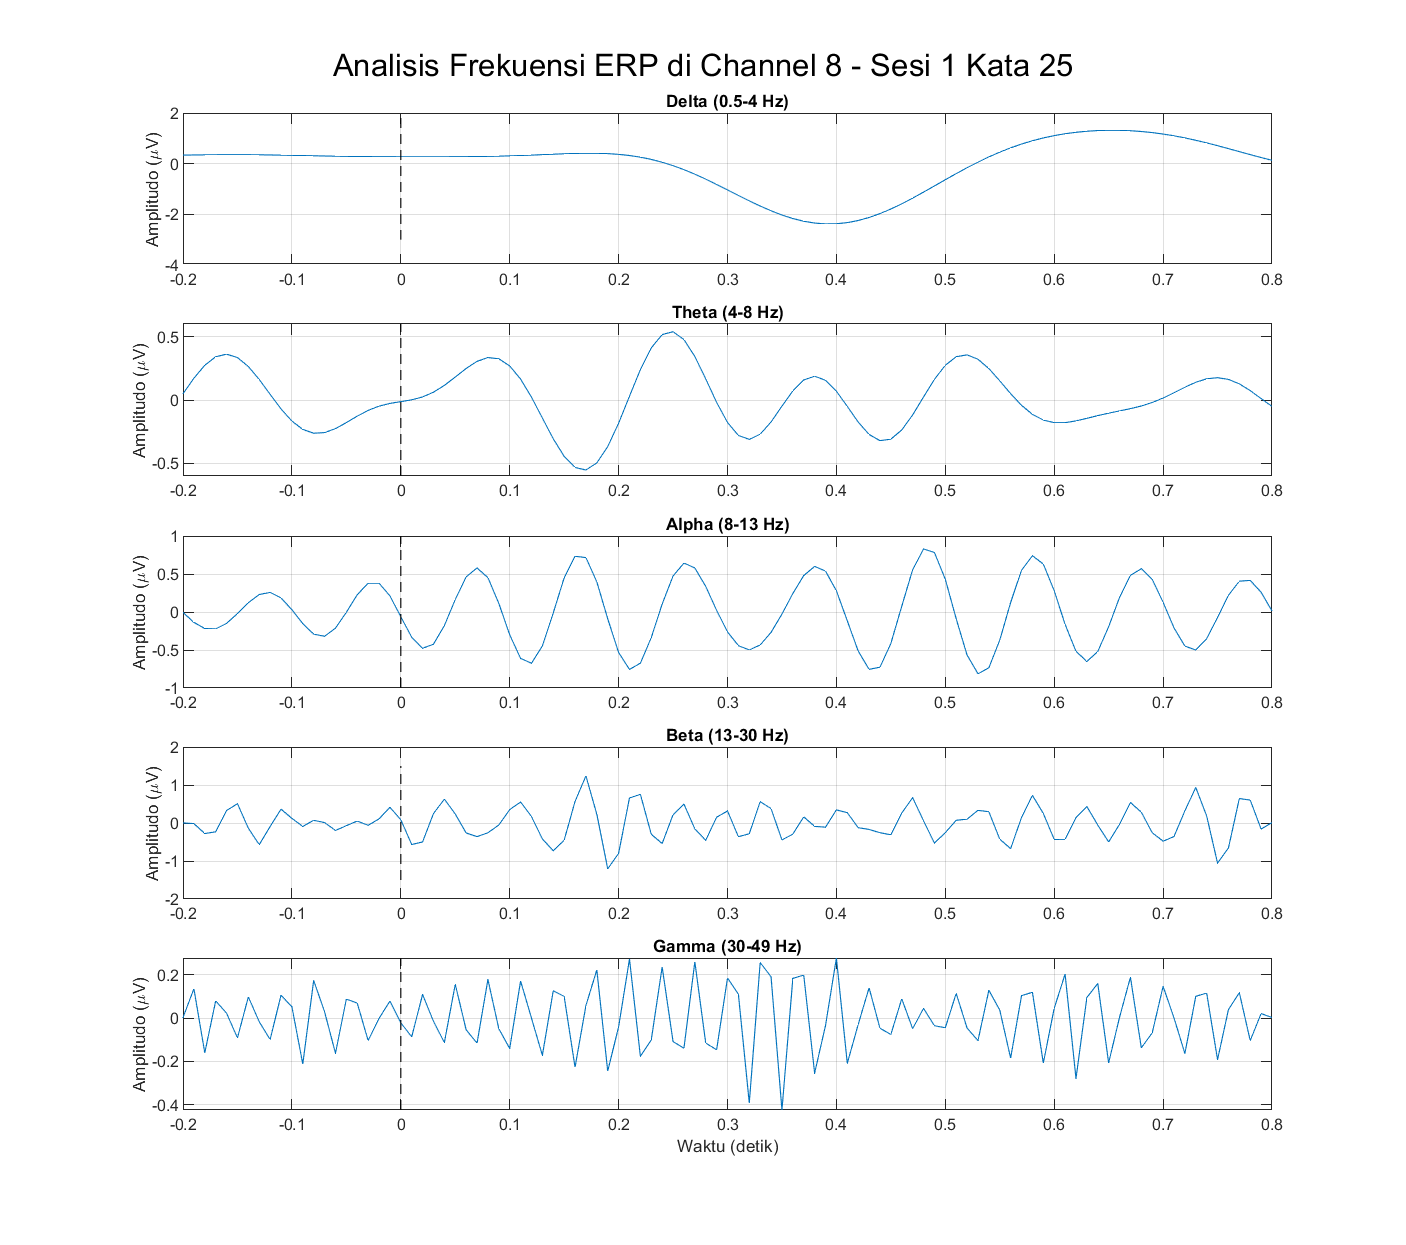 Analisis Frekuensi ERP di Channel 8 - Sesi 1 Kata 25
Delta (0.5-4 Hz)
Amplitudo (μV)
2
0
-2
-4
-0.2 -0.1 0 0.1 0.2 0.3 0.4 0.5 0.6 0.7 0.8
Theta (4-8 Hz)
Amplitudo (μV)
0.5
0
-0.5
-0.2 -0.1 0 0.1 0.2 0.3 0.4 0.5 0.6 0.7 0.8
Alpha (8-13 Hz)
Amplitudo (μV)
1
0.5
0
-0.5
-1
-0.2 -0.1 0 0.1 0.2 0.3 0.4 0.5 0.6 0.7 0.8
Beta (13-30 Hz)
Amplitudo (μV)
2
1
0
-1
-2
-0.2 -0.1 0 0.1 0.2 0.3 0.4 0.5 0.6 0.7 0.8
Gamma (30-49 Hz)
Amplitudo (μV)
0.2
0
-0.2
-0.4
-0.2 -0.1 0 0.1 0.2 0.3 0.4 0.5 0.6 0.7 0.8
Waktu (detik)